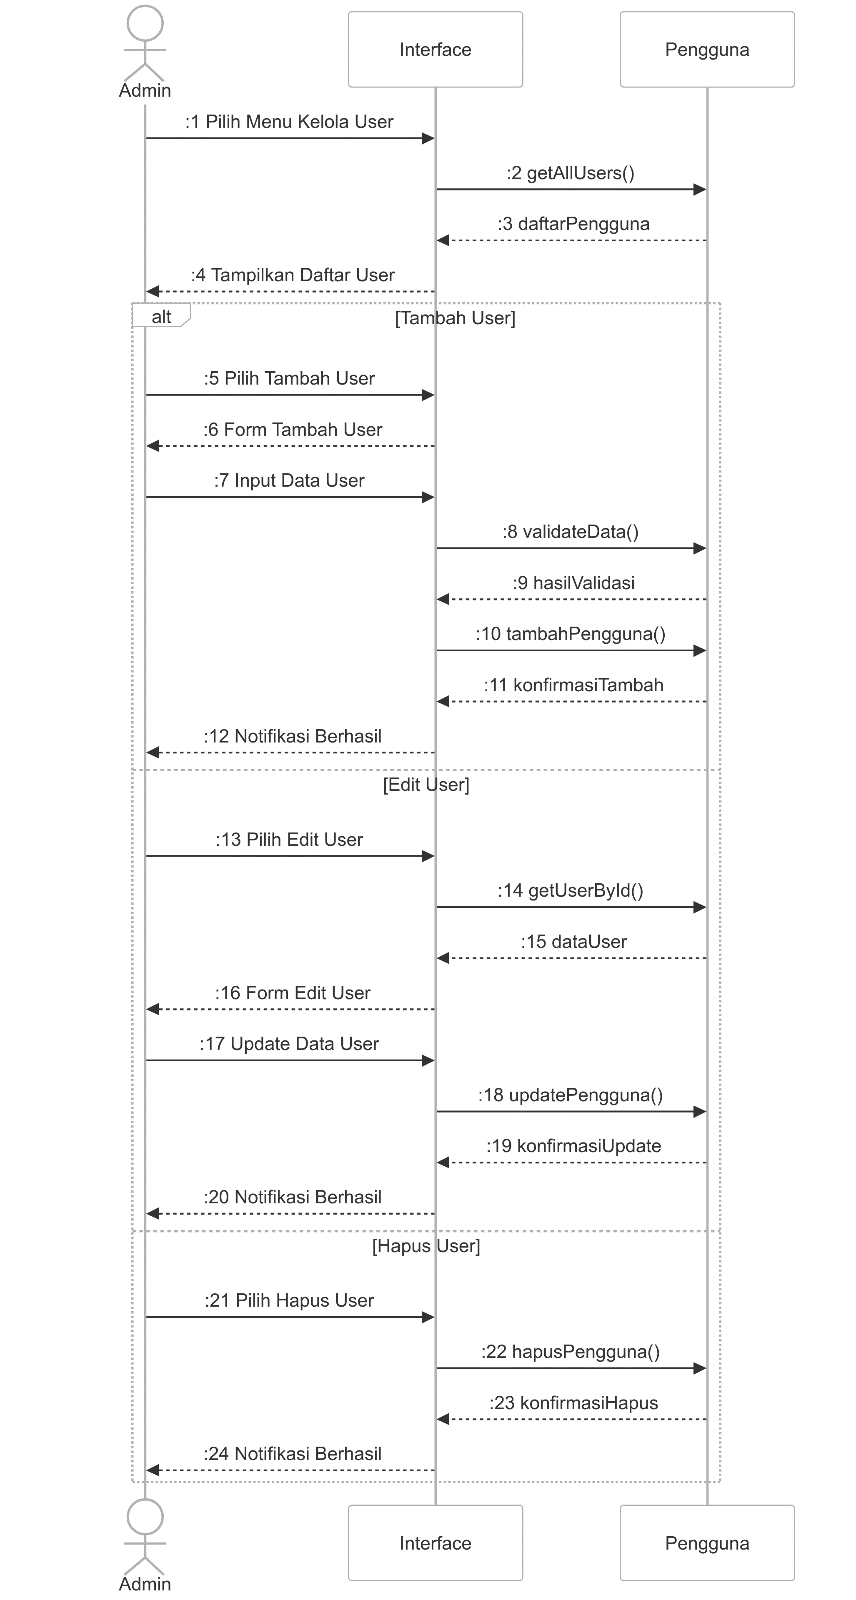 Admin
Interface
Pengguna
:1 Pilih Menu Kelola User
:2 getAllUsers()
:3 daftarPengguna
:4 Tampilkan Daftar User
alt
[Tambah User]
:5 Pilih Tambah User
:6 Form Tambah User
:7 Input Data User
:8 validateData()
:9 hasilValidasi
:10 tambahPengguna()
:11 konfirmasiTambah
:12 Notifikasi Berhasil
[Edit User]
:13 Pilih Edit User
:14 getUserById()
:15 dataUser
:16 Form Edit User
:17 Update Data User
:18 updatePengguna()
:19 konfirmasiUpdate
:20 Notifikasi Berhasil
[Hapus User]
:21 Pilih Hapus User
:22 hapusPengguna()
:23 konfirmasiHapus
:24 Notifikasi Berhasil
Admin
Interface
Pengguna